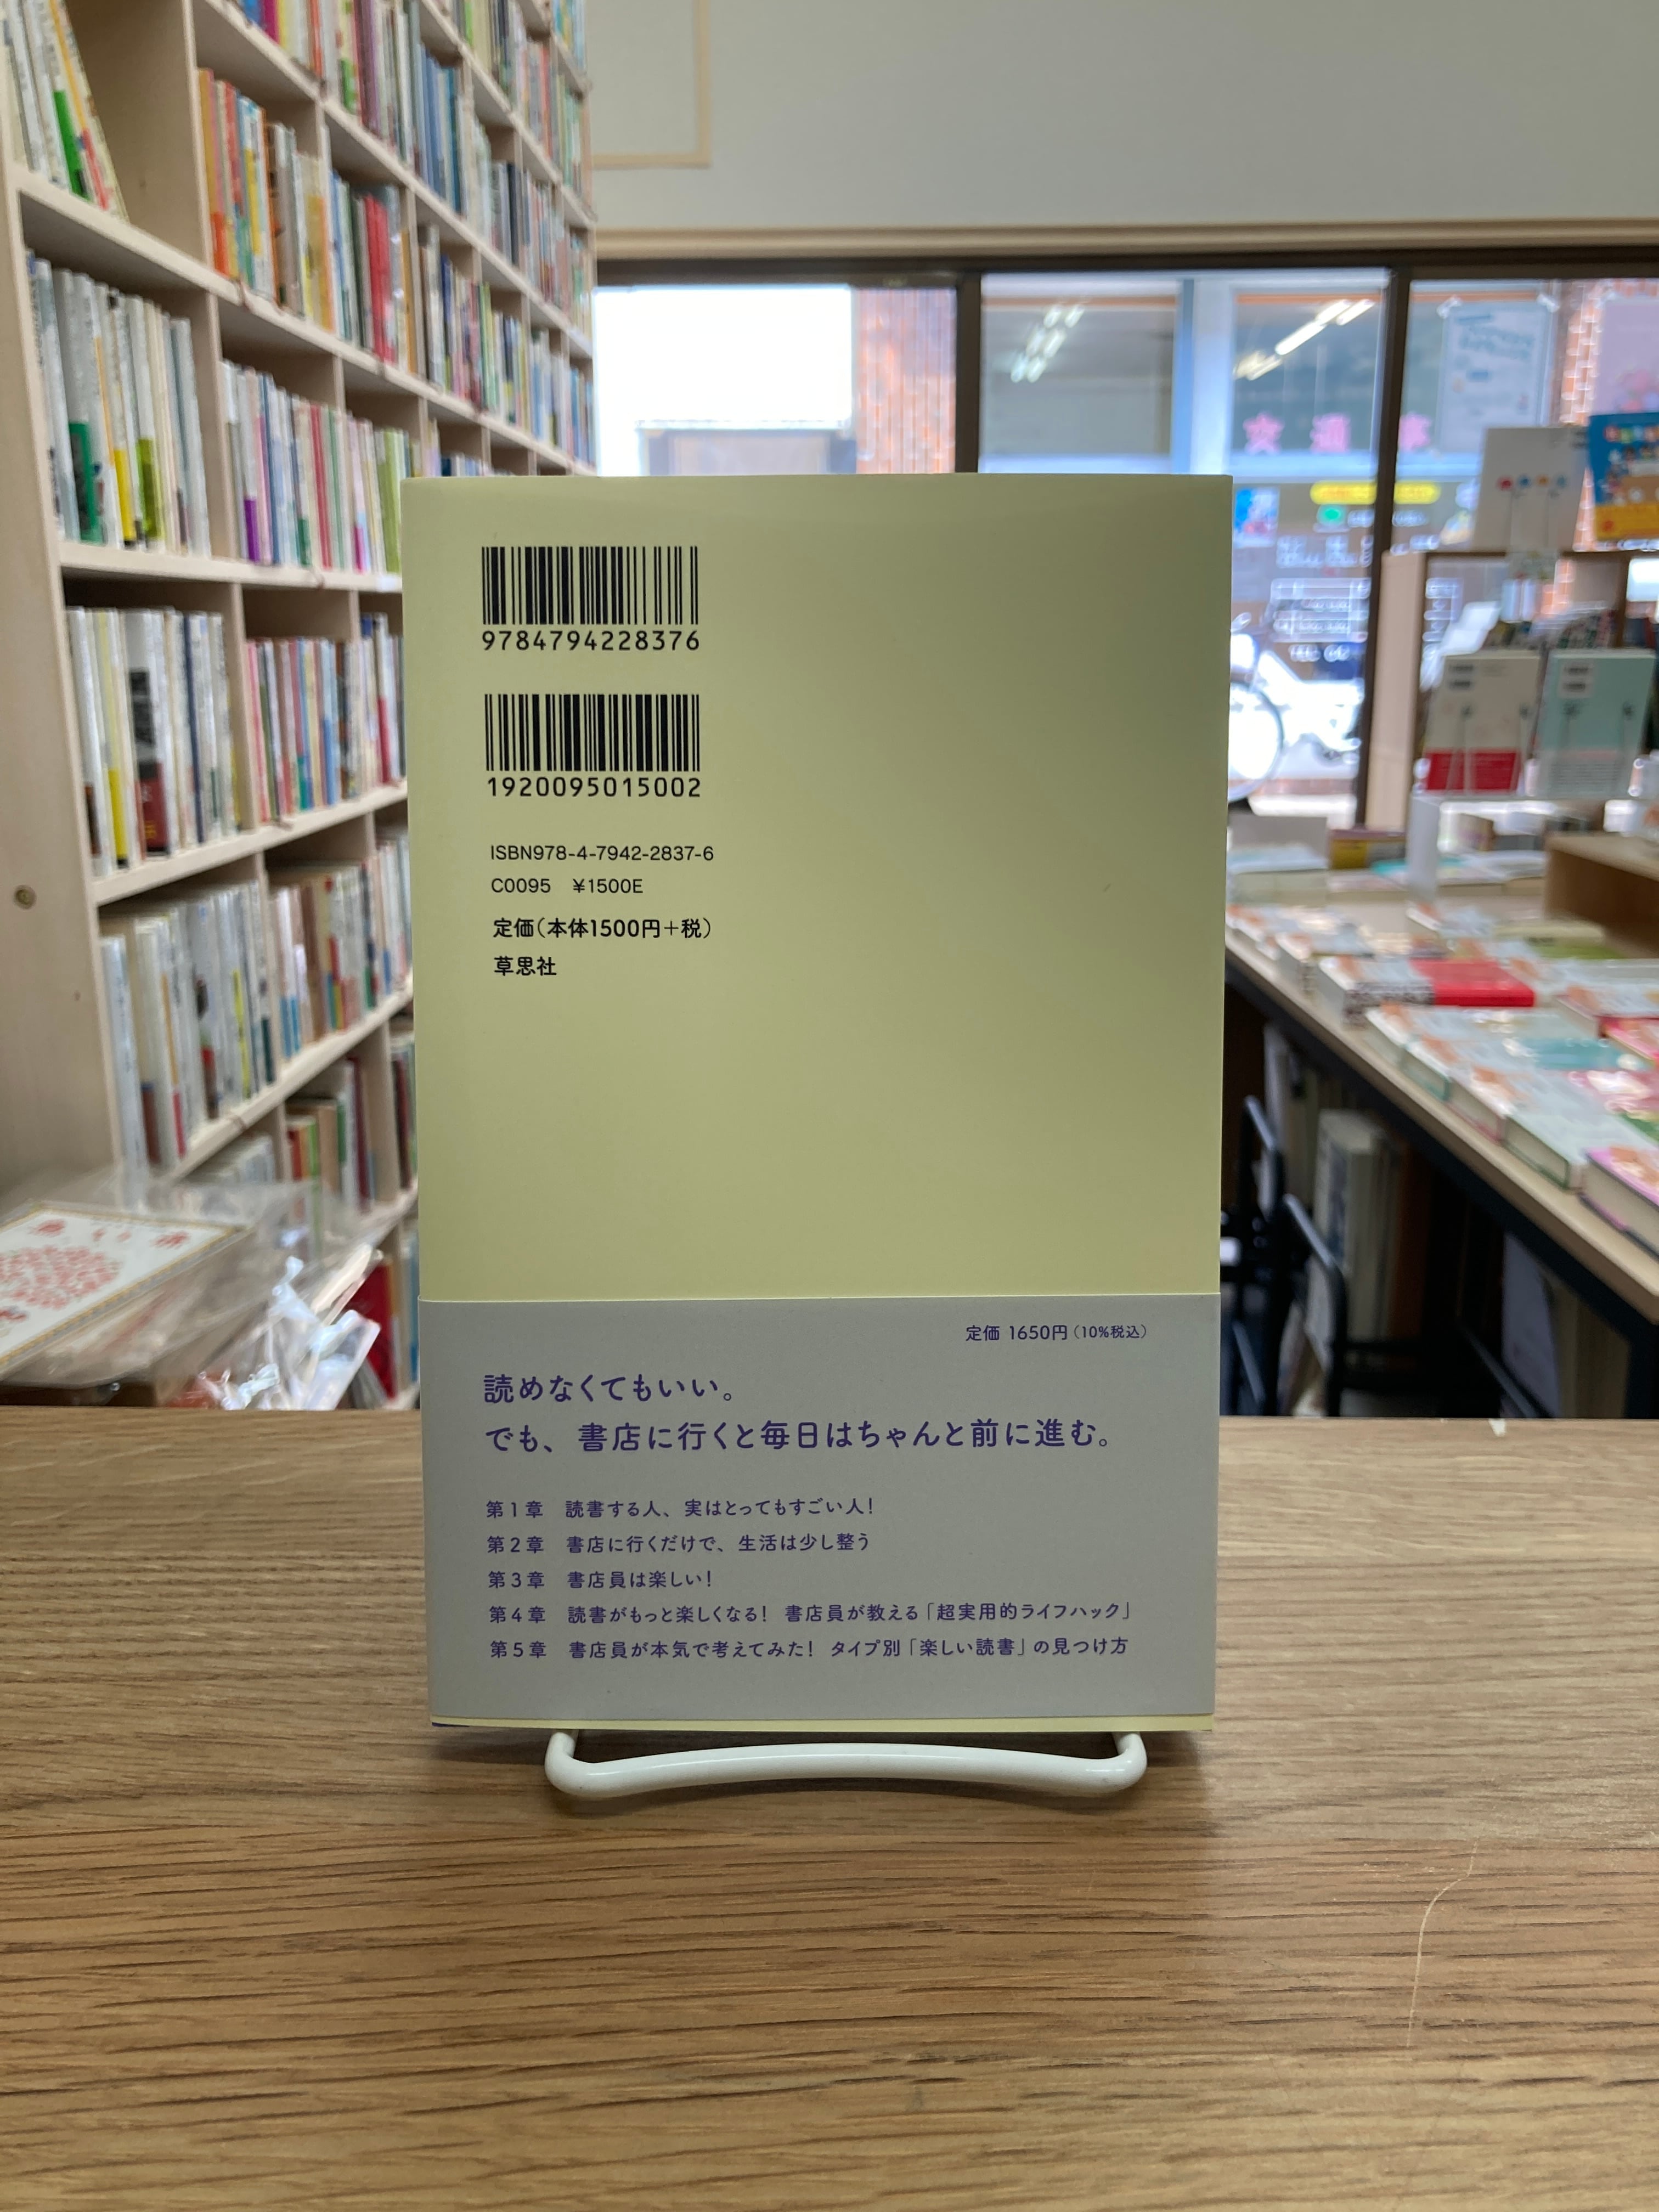 9784794228376
1920095015002
ISBN978-4-7942-2837-6
C0095 ¥1500E
定価(本体1500円+税)
草思社
定価 1650円(10%税込)
読めなくてもいい。
でも、書店に行くと毎日はちゃんと前に進む。
第1章 読書する人、実はとってもすごい人!
第2章 書店に行くだけで、生活は少し整う
第3章 書店員は楽しい!
第4章 読書がもっと楽しくなる! 書店員が教える「超実用的ライフハック」
第5章 書店員が本気で考えてみた! タイプ別「楽しい読書」の見つけ方